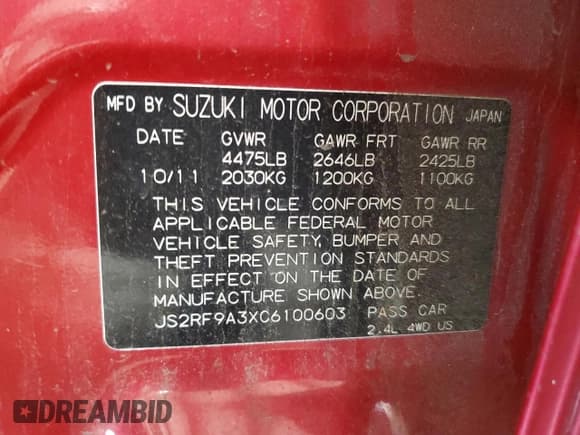 MFD BY SUZUKI MOTOR CORPORATION JAPAN
DATE GVWR GAWR FRT GAWR RR
4475LB 2646LB 2425LB
10/11 2030KG 1200KG 1100KG
THIS VEHICLE CONFORMS TO ALL
APPLICABLE FEDERAL MOTOR
VEHICLE SAFETY, BUMPER AND
THEFT PREVENTION STANDARDS
IN EFFECT ON THE DATE OF
MANUFACTURE SHOWN ABOVE.
JS2RF9A3XC6100603 PASS CAR
2.4L 4WD US
DREAMBID